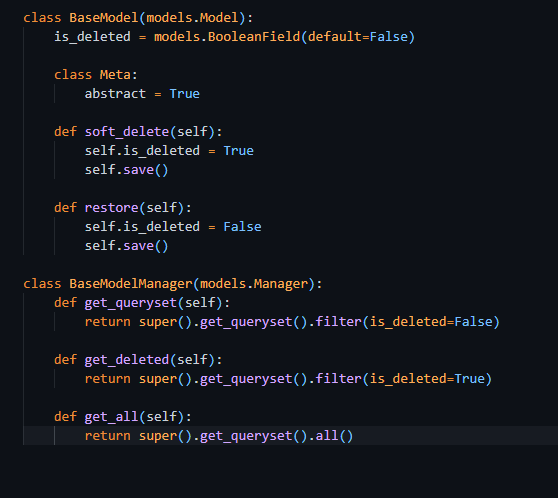 class BaseModel(models.Model):
    is_deleted = models.BooleanField(default=False)
    class Meta:
        abstract = True
    def soft_delete(self):
        self.is_deleted = True
        self.save()
    def restore(self):
        self.is_deleted = False
        self.save()
class BaseModelManager(models.Manager):
    def get_queryset(self):
        return super().get_queryset().filter(is_deleted=False)
    def get_deleted(self):
        return super().get_queryset().filter(is_deleted=True)
    def get_all(self):
        return super().get_queryset().all()